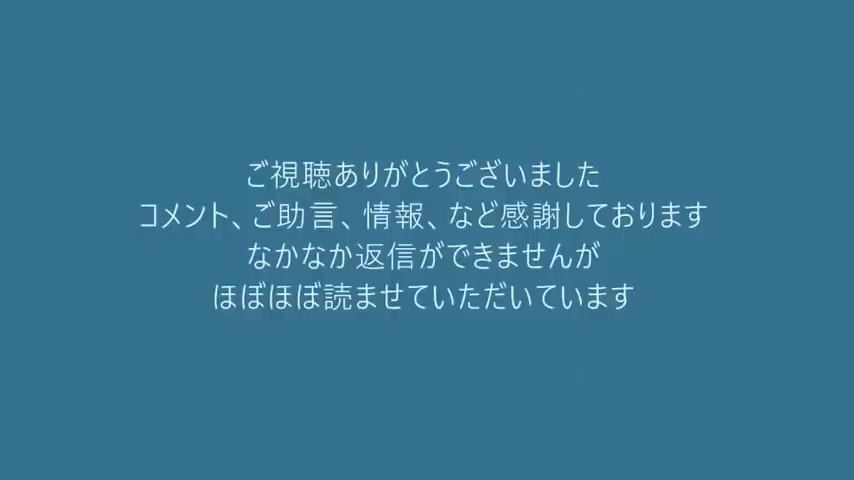 ご視聴ありがとうございました
コメント、ご助言、情報、など感謝しております
なかなか返信ができませんが
ほぼほぼ読ませていただいています